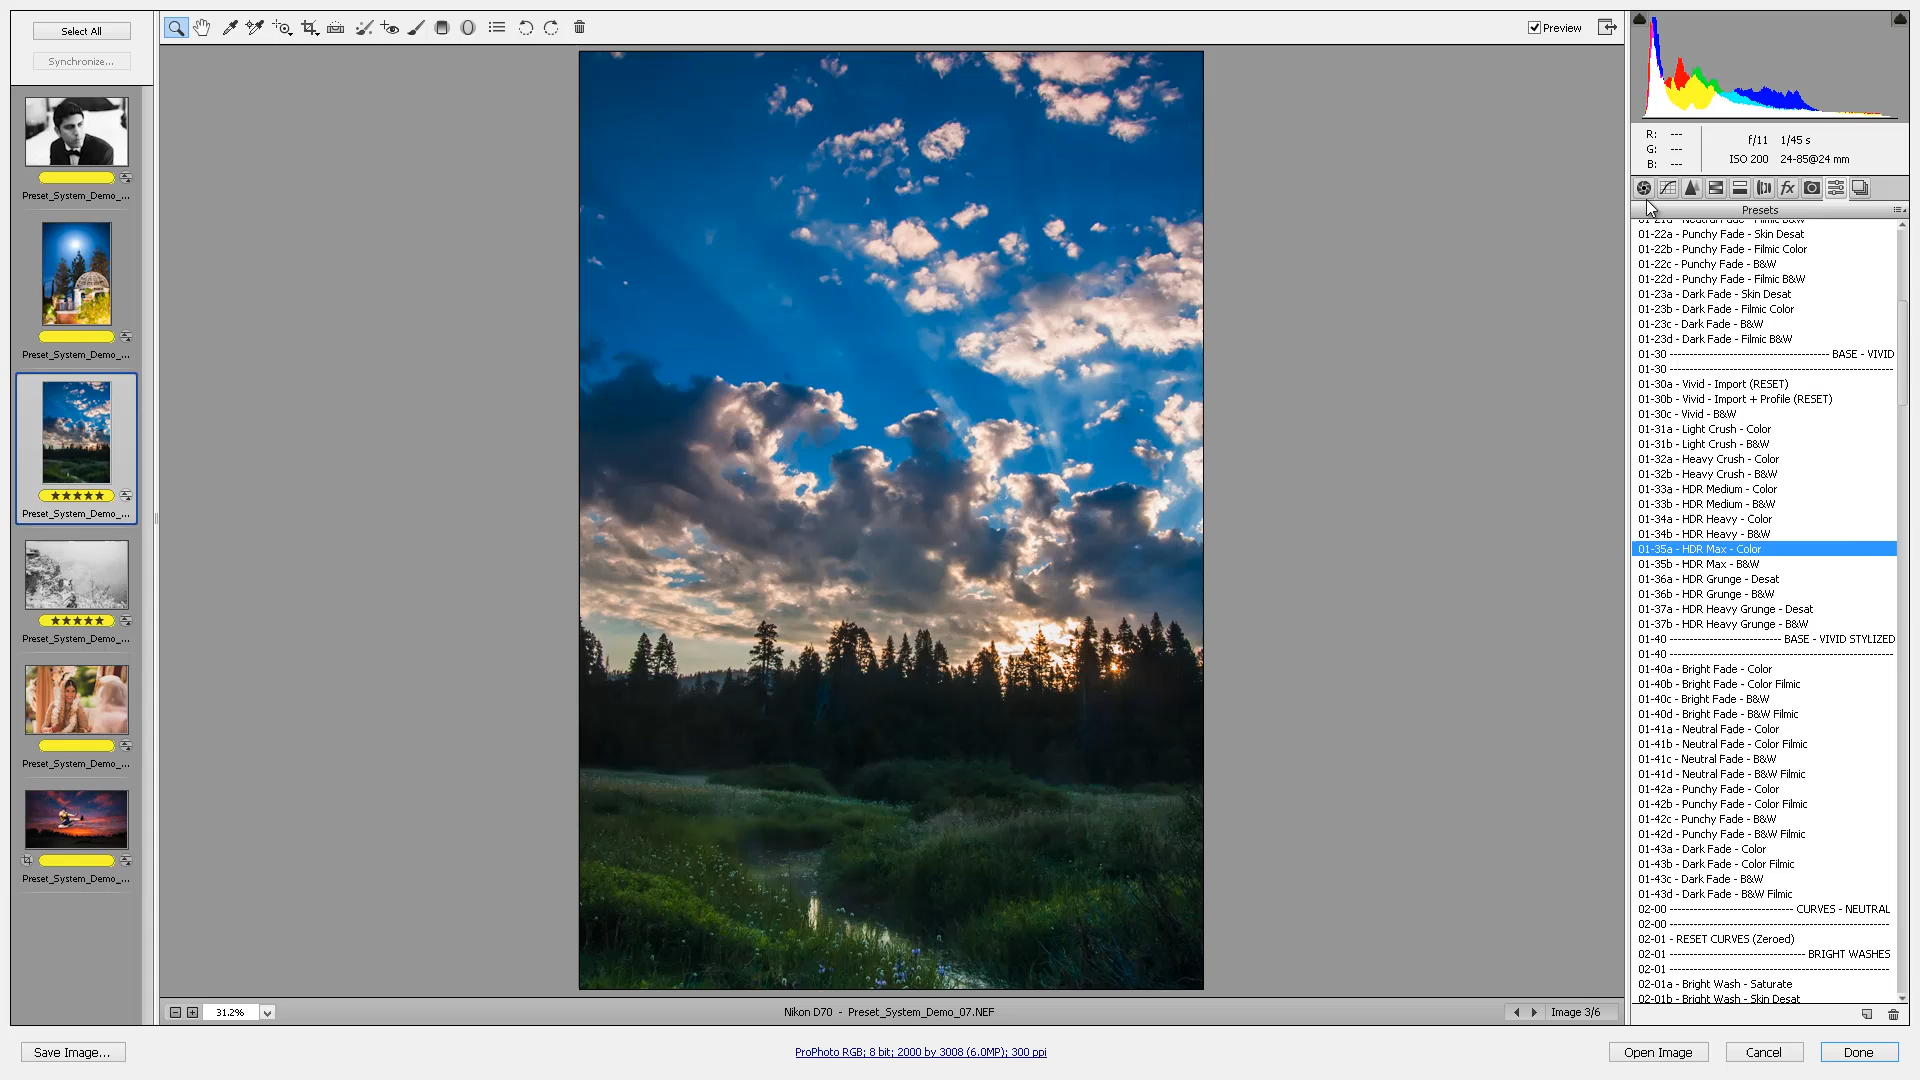 Select All
Synchronize...
Preset_System_Demo_...
Preset_System_Demo_...
Preset_System_Demo_...
Preset_System_Demo_...
Preset_System_Demo_...
Preset_System_Demo_...
Preview
R: ---
G: ---
B: ---
f/11 1/45 s
ISO 200 24-85@24 mm
fx
Presets
01-22a - Punchy Fade - Skin Desat
01-22b - Punchy Fade - Filmic Color
01-22c - Punchy Fade - B&W
01-22d - Punchy Fade - Filmic B&W
01-23a - Dark Fade - Skin Desat
01-23b - Dark Fade - Filmic Color
01-23c - Dark Fade - B&W
01-23d - Dark Fade - Filmic B&W
01-30 ---------------------------------------- BASE - VIVID
01-30 --------------------------------------------------------
01-30a - Vivid - Import (RESET)
01-30b - Vivid - Import + Profile (RESET)
01-30c - Vivid - B&W
01-31a - Light Crush - Color
01-31b - Light Crush - B&W
01-32a - Heavy Crush - Color
01-32b - Heavy Crush - B&W
01-33a - HDR Medium - Color
01-33b - HDR Medium - B&W
01-34a - HDR Heavy - Color
01-34b - HDR Heavy - B&W
01-35a - HDR Max - Color
01-35b - HDR Max - B&W
01-36a - HDR Grunge - Desat
01-36b - HDR Grunge - B&W
01-37a - HDR Heavy Grunge - Desat
01-37b - HDR Heavy Grunge - B&W
01-40 ---------------------------- BASE - VIVID STYLIZED
01-40 --------------------------------------------------------
01-40a - Bright Fade - Color
01-40b - Bright Fade - Color Filmic
01-40c - Bright Fade - B&W
01-40d - Bright Fade - B&W Filmic
01-41a - Neutral Fade - Color
01-41b - Neutral Fade - Color Filmic
01-41c - Neutral Fade - B&W
01-41d - Neutral Fade - B&W Filmic
01-42a - Punchy Fade - Color
01-42b - Punchy Fade - Color Filmic
01-42c - Punchy Fade - B&W
01-42d - Punchy Fade - B&W Filmic
01-43a - Dark Fade - Color
01-43b - Dark Fade - Color Filmic
01-43c - Dark Fade - B&W
01-43d - Dark Fade - B&W Filmic
02-00 ------------------------------- CURVES - NEUTRAL
02-00 -------------------------------------------------------
02-01 - RESET CURVES (Zeroed)
02-01 ---------------------------------- BRIGHT WASHES
02-01 -------------------------------------------------------
02-01a - Bright Wash - Saturate
02-01b - Bright Wash - Skin Desat
31.2%
Nikon D70 - Preset_System_Demo_07.NEF
Image 3/6
Save Image...
ProPhoto RGB; 8 bit; 2000 by 3008 (6.0MP); 300 ppi
Open Image
Cancel
Done